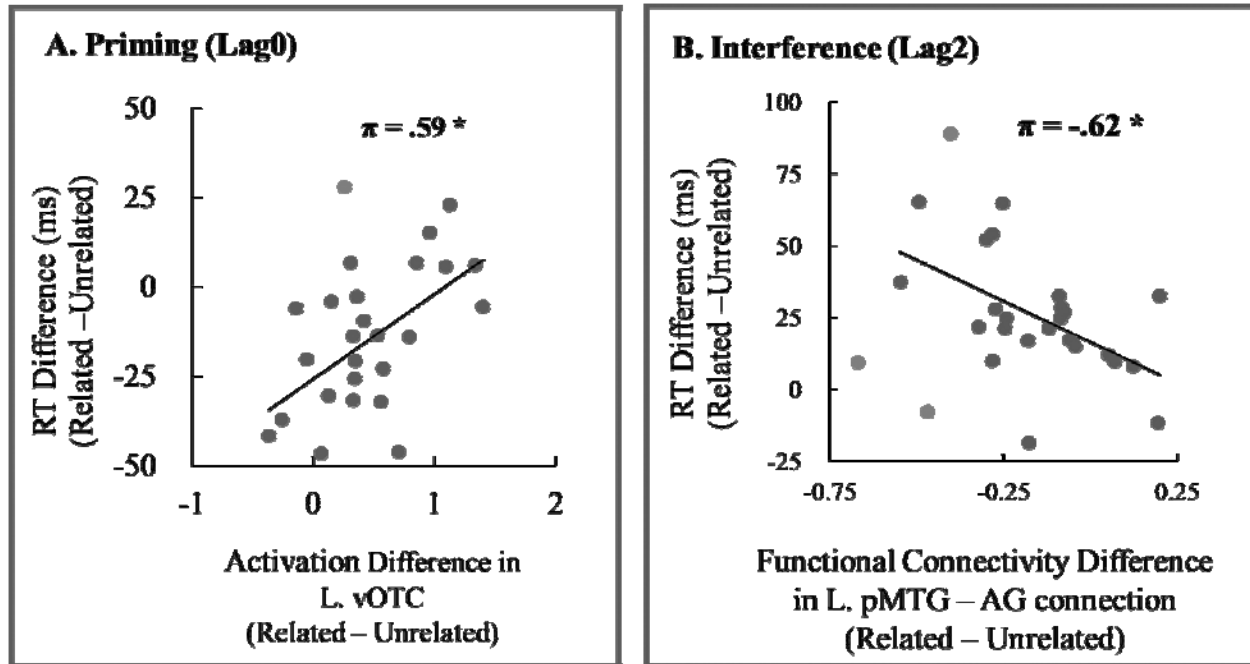 A. Priming (Lag0)
π = .59 *
50
25
0
-25
-50
RT Difference (ms)
(Related –Unrelated)
-1
0
1
2
Activation Difference in
L. vOTC
(Related – Unrelated)
B. Interference (Lag2)
π = -.62 *
100
75
50
25
0
-25
RT Difference (ms)
(Related –Unrelated)
-0.75
-0.25
0.25
Functional Connectivity Difference
in L. pMTG – AG connection
(Related – Unrelated)